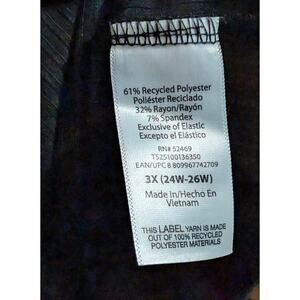 61% Recycled Polyester
Poliéster Reciclado
32% Rayon/Rayón
7% Spandex
Exclusive of Elastic
Excepto el Elástico
RN# 52469
T525100136350
EAN/UPC 8 809967742709
3X (24W-26W)
Made In/Hecho En
Vietnam
THIS LABEL YARN IS MADE
OUT OF 100% RECYCLED
POLYESTER MATERIALS